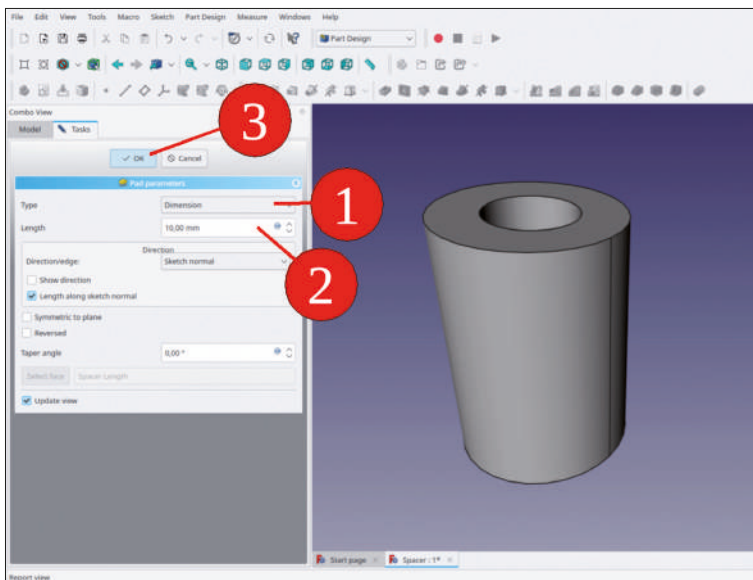 File Edit View Tools Macro Sketch Part Design Measure Windows Help
Part Design
Combo View
Model Tasks
3
OK Cancel
Pad parameters
Type Dimension
1
Length 10,00 mm
Direction
Direction/edge: Sketch normal
2
Show direction
Length along sketch normal
Symmetric to plane
Reversed
Taper angle 0,00 °
Select face Spacer Length
Update view
Start page Spacer : 1*
Report view